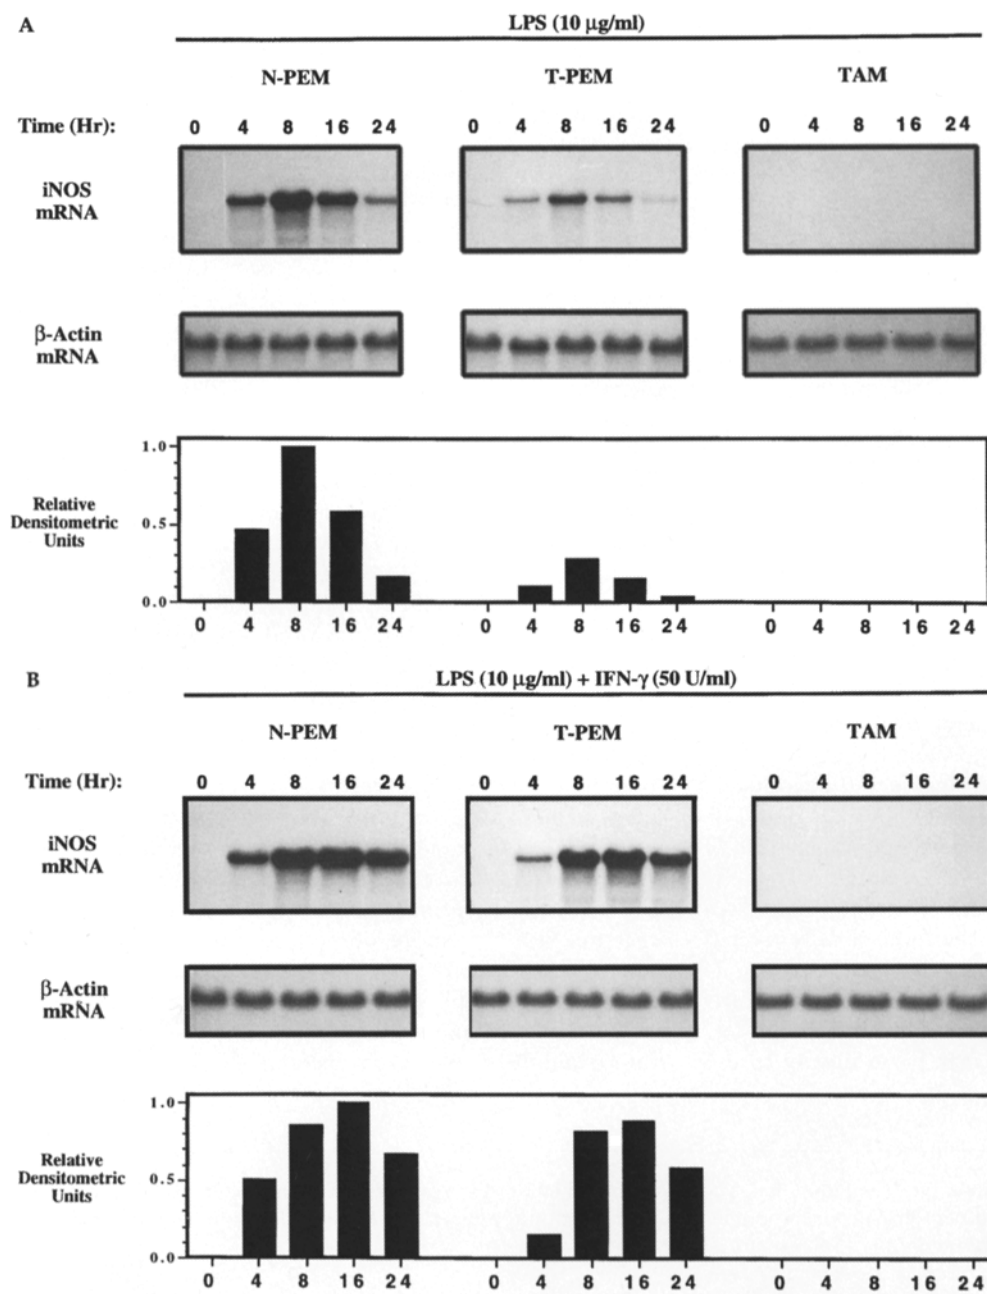 A
LPS (10 µg/ml)
N-PEM T-PEM TAM
Time (Hr): 0 4 8 16 24 0 4 8 16 24 0 4 8 16 24
iNOS
mRNA
β-Actin
mRNA
1.0
Relative
Densitometric
Units
0.5
0.0
0 4 8 16 24 0 4 8 16 24 0 4 8 16 24
B
LPS (10 µg/ml) + IFN-γ (50 U/ml)
N-PEM T-PEM TAM
Time (Hr): 0 4 8 16 24 0 4 8 16 24 0 4 8 16 24
iNOS
mRNA
β-Actin
mRNA
1.0
Relative
Densitometric
Units
0.5
0.0
0 4 8 16 24 0 4 8 16 24 0 4 8 16 24